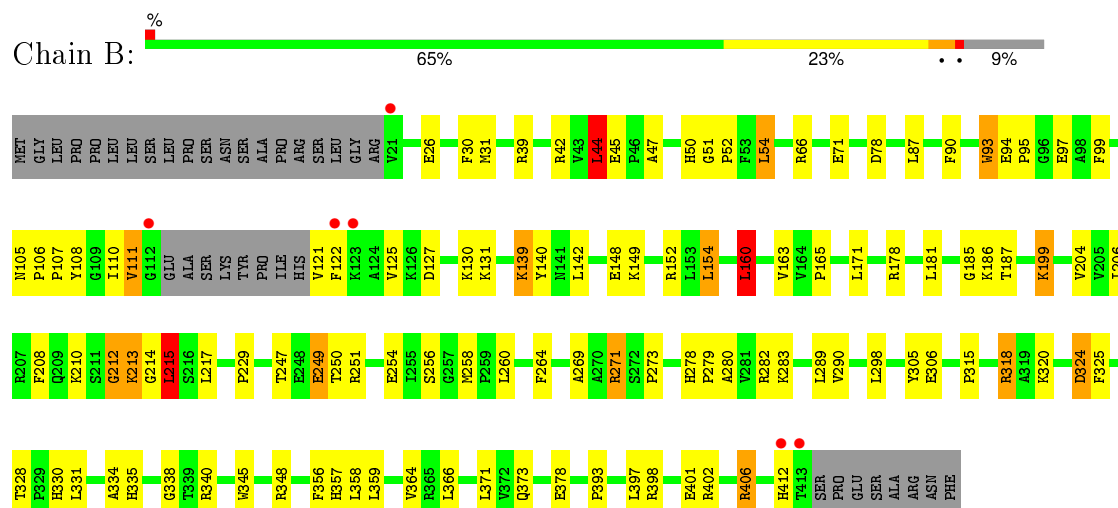 %
Chain B:
65% 23% • • 9%
MET GLY LEU PRO PRO LEU LEU SER LEU PRO SER ASN SER ALA PRO ARG SER LEU GLY ARG V21 E26 F30 M31 R39 R42 V43 L44 E45 P46 A47 H50 G51 P52 F53 L54 R66 E71 D78 L87 F90 W93 E94 P95 G96 E97 A98 F99
N105 P106 P107 Y108 G109 I110 V111 G112 GLU ALA SER LYS TYR PRO ILE HIS V121 F122 K123 A124 V125 K126 D127 K130 K131 K139 Y140 N141 L142 E148 K149 R152 L153 L154 L160 V163 V164 P165 L171 R178 L181 G185 K186 T187 K199 V204 V205 I206
R207 F208 Q209 K210 S211 G212 K213 G214 L215 S216 L217 P229 T247 E248 E249 T250 R251 E254 I255 S256 G257 M258 P259 L260 F264 A269 A270 R271 S272 P273 H278 P279 A280 V281 R282 K283 L289 V290 L298 Y305 E306 P315 R318 A319 K320 D324 F325
T328 P329 H330 L331 A334 H335 G338 T339 R340 W345 R348 F356 H357 L358 L359 V364 R365 L366 L371 V372 Q373 E378 P393 L397 R398 E401 R402 R406 H412 T413 SER PRO GLU SER ALA ARG ASN PHE